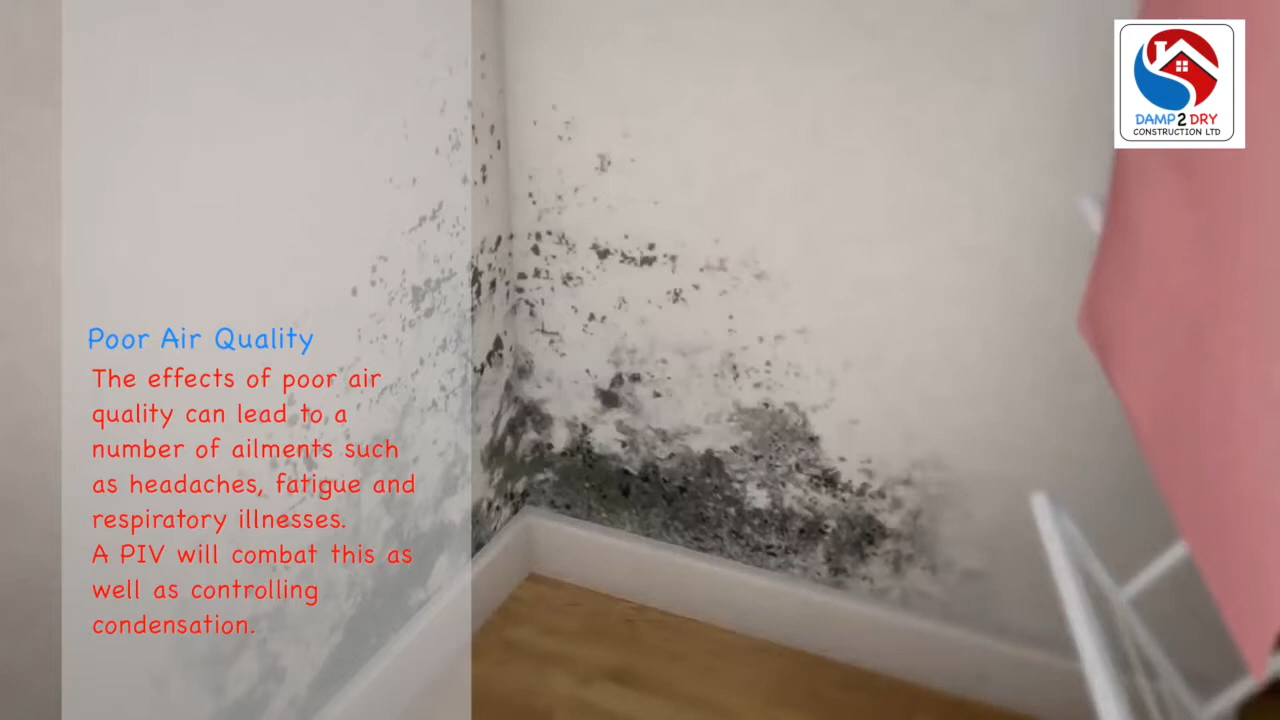 DAMP 2 DRY
CONSTRUCTION LTD
Poor Air Quality
The effects of poor air
quality can lead to a
number of ailments such
as headaches, fatigue and
respiratory illnesses.
A PIV will combat this as
well as controlling
condensation.